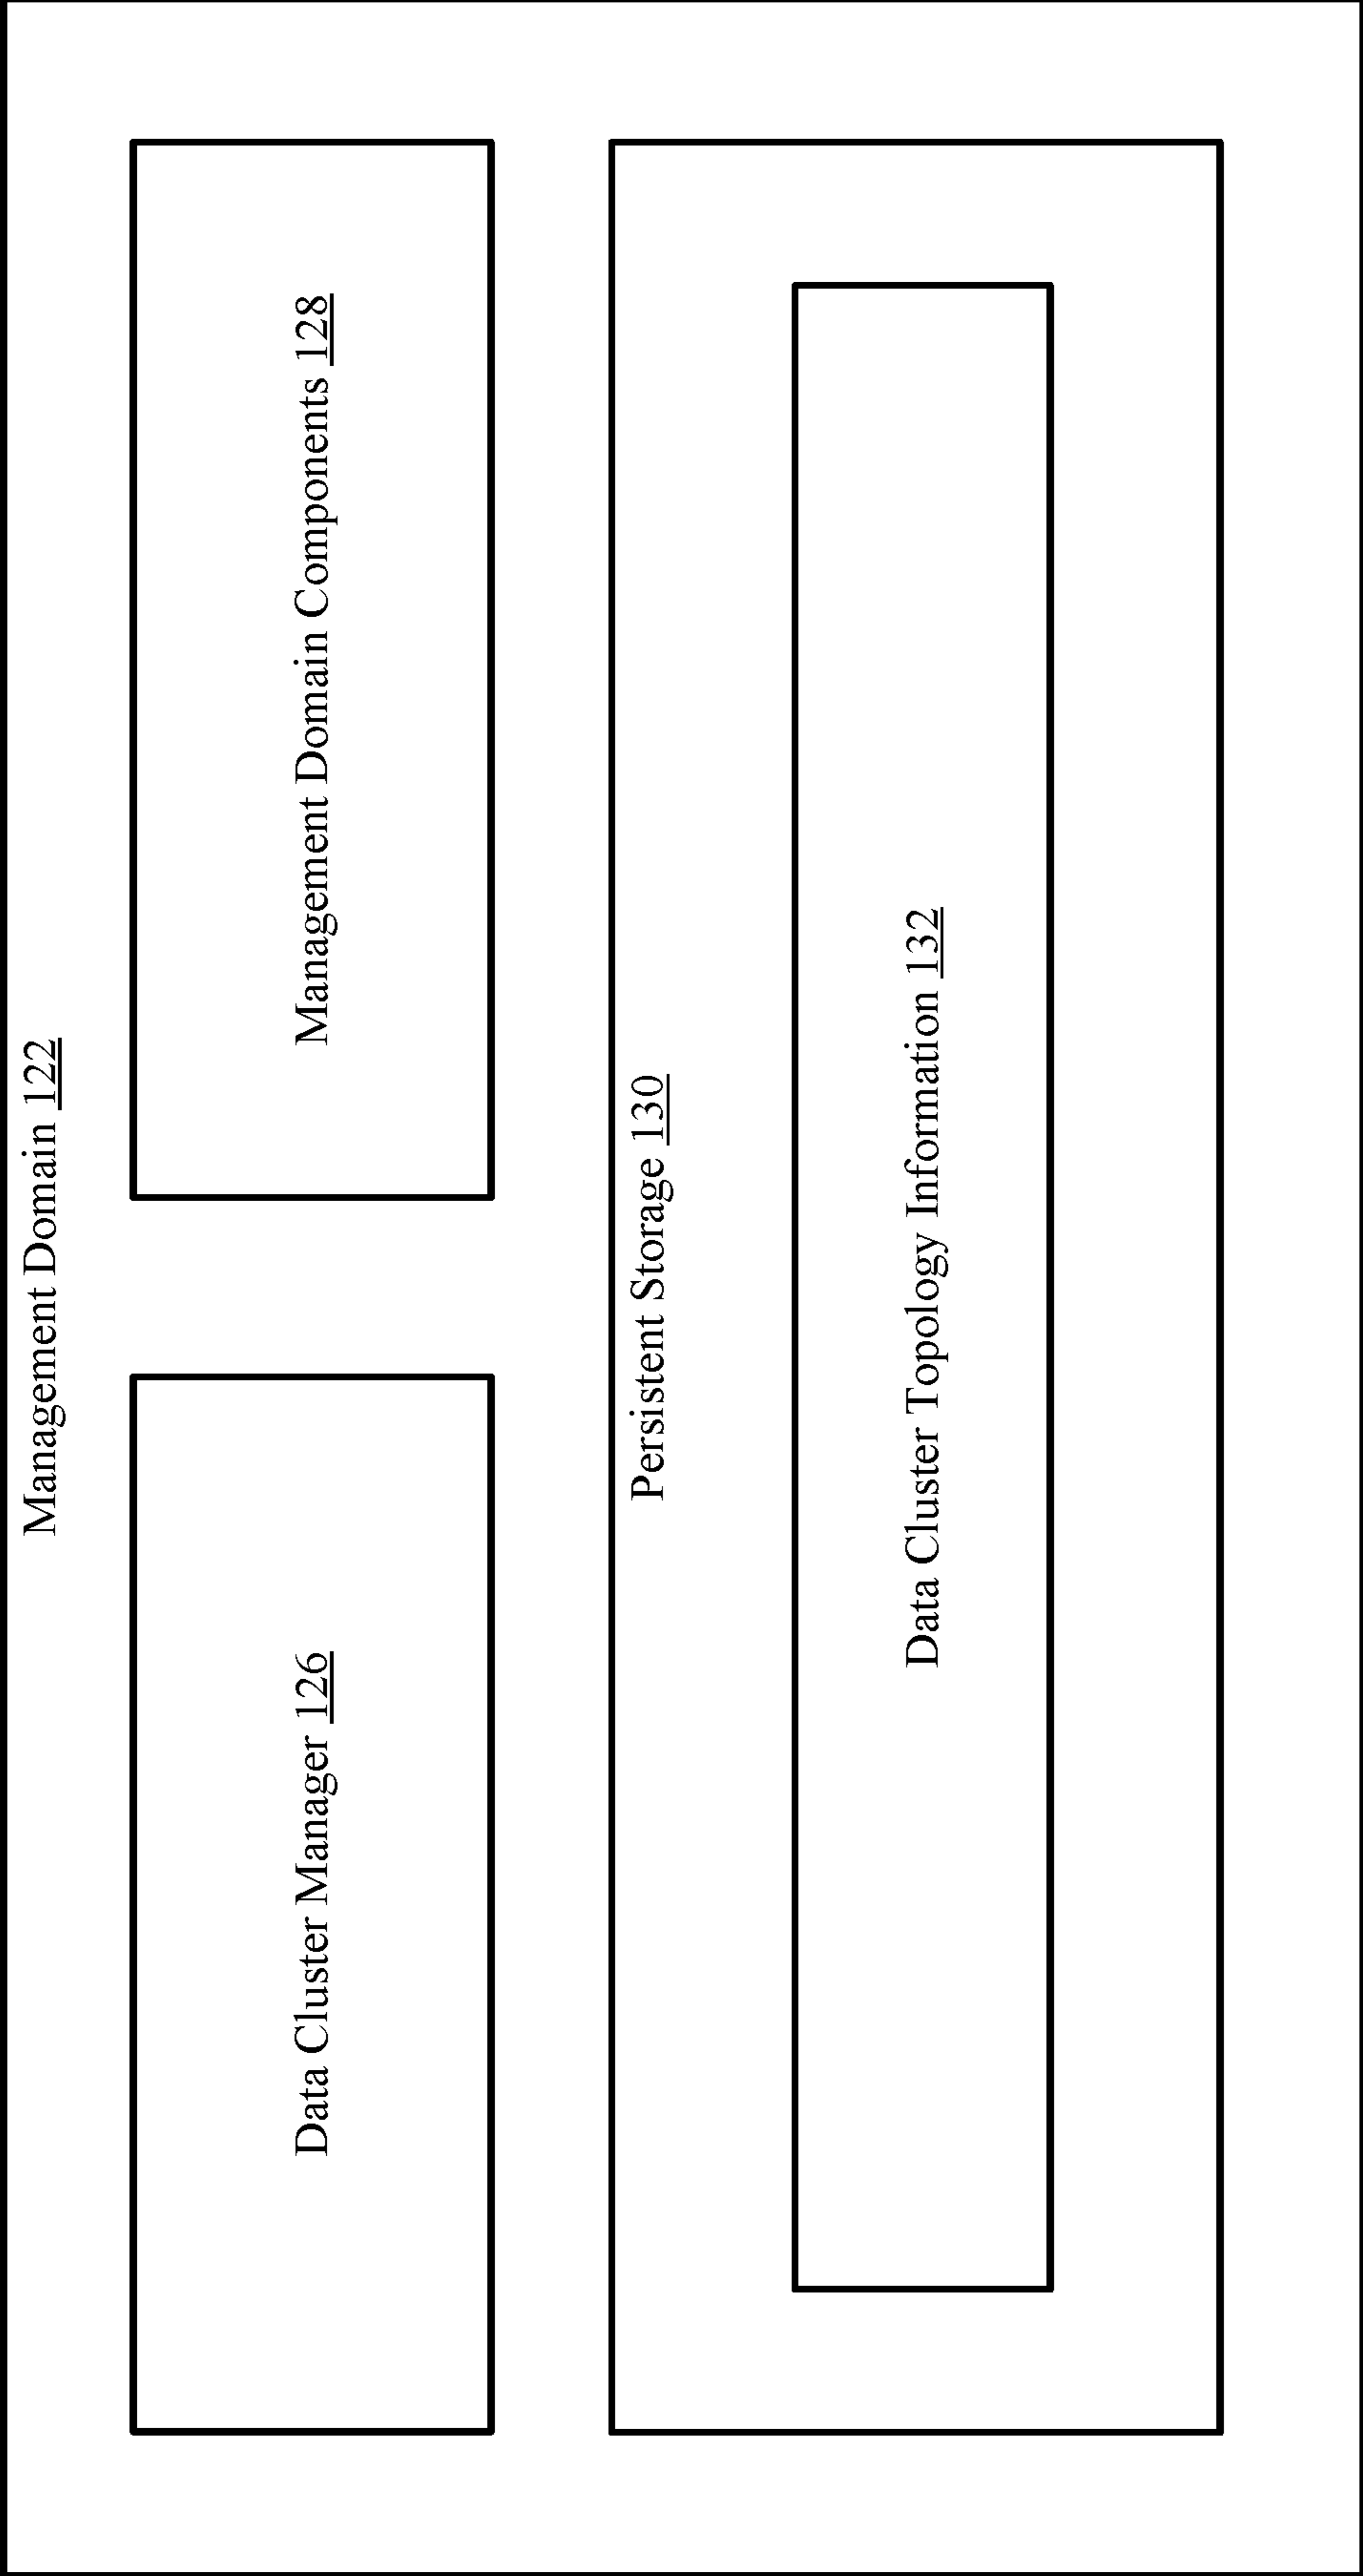 Management Domain 122
Data Cluster Manager 126
Management Domain Components 128
Persistent Storage 130
Data Cluster Topology Information 132